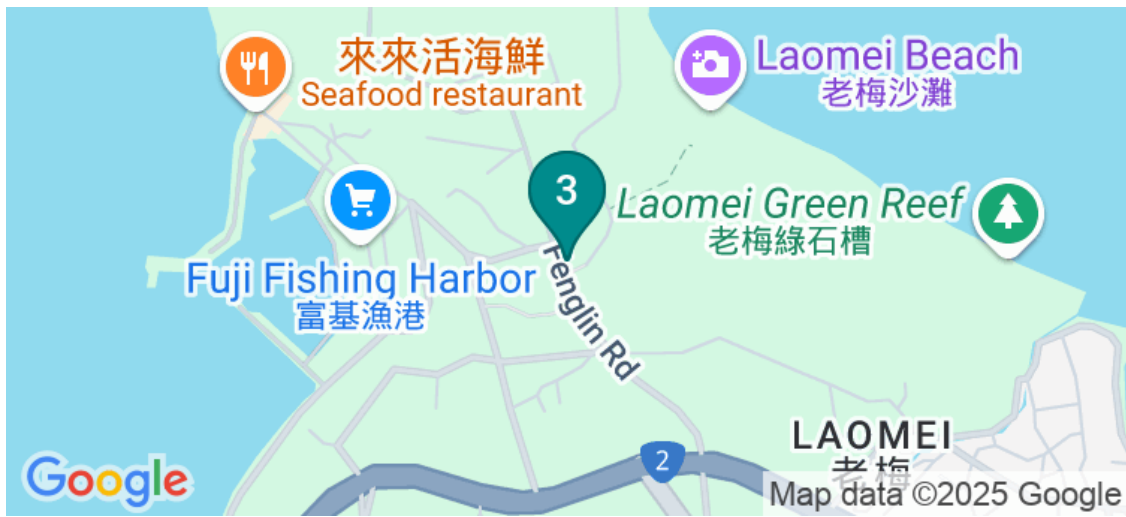 來來活海鮮
Seafood restaurant
Laomei Beach
老梅沙灘
3
Laomei Green Reef
老梅綠石槽
Fuji Fishing Harbor
富基漁港
Fenglin Rd
LAOMEI
老梅
2
Google
Map data ©2025 Google